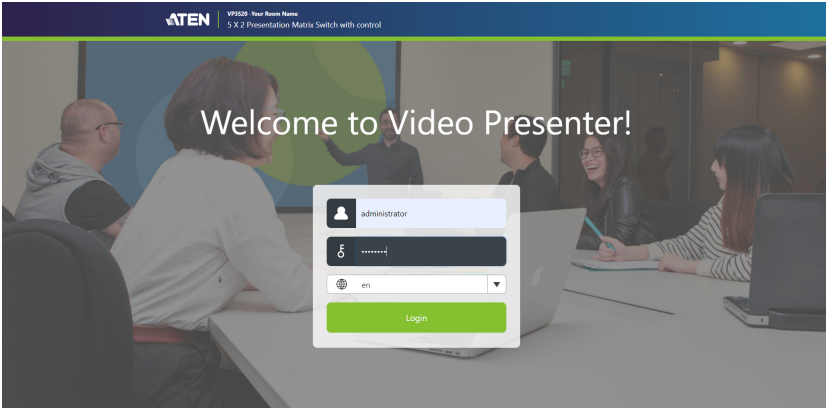 ATEN
VP3520 -Your Room Name
5 X 2 Presentation Matrix Switch with control
Welcome to Video Presenter!
administrator
••••••••
en
Login